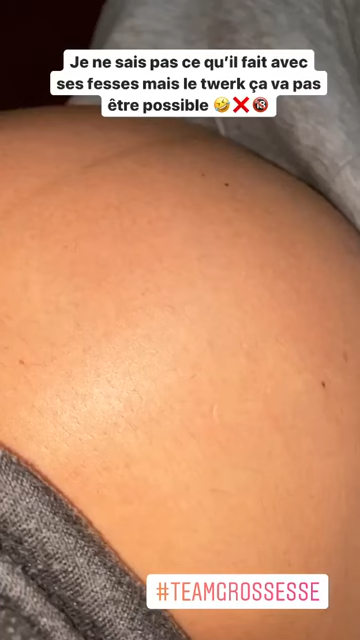 Je ne sais pas ce qu’il fait avec
ses fesses mais le twerk ça va pas
être possible 🤣❌🔞
#TEAMGROSSESSE